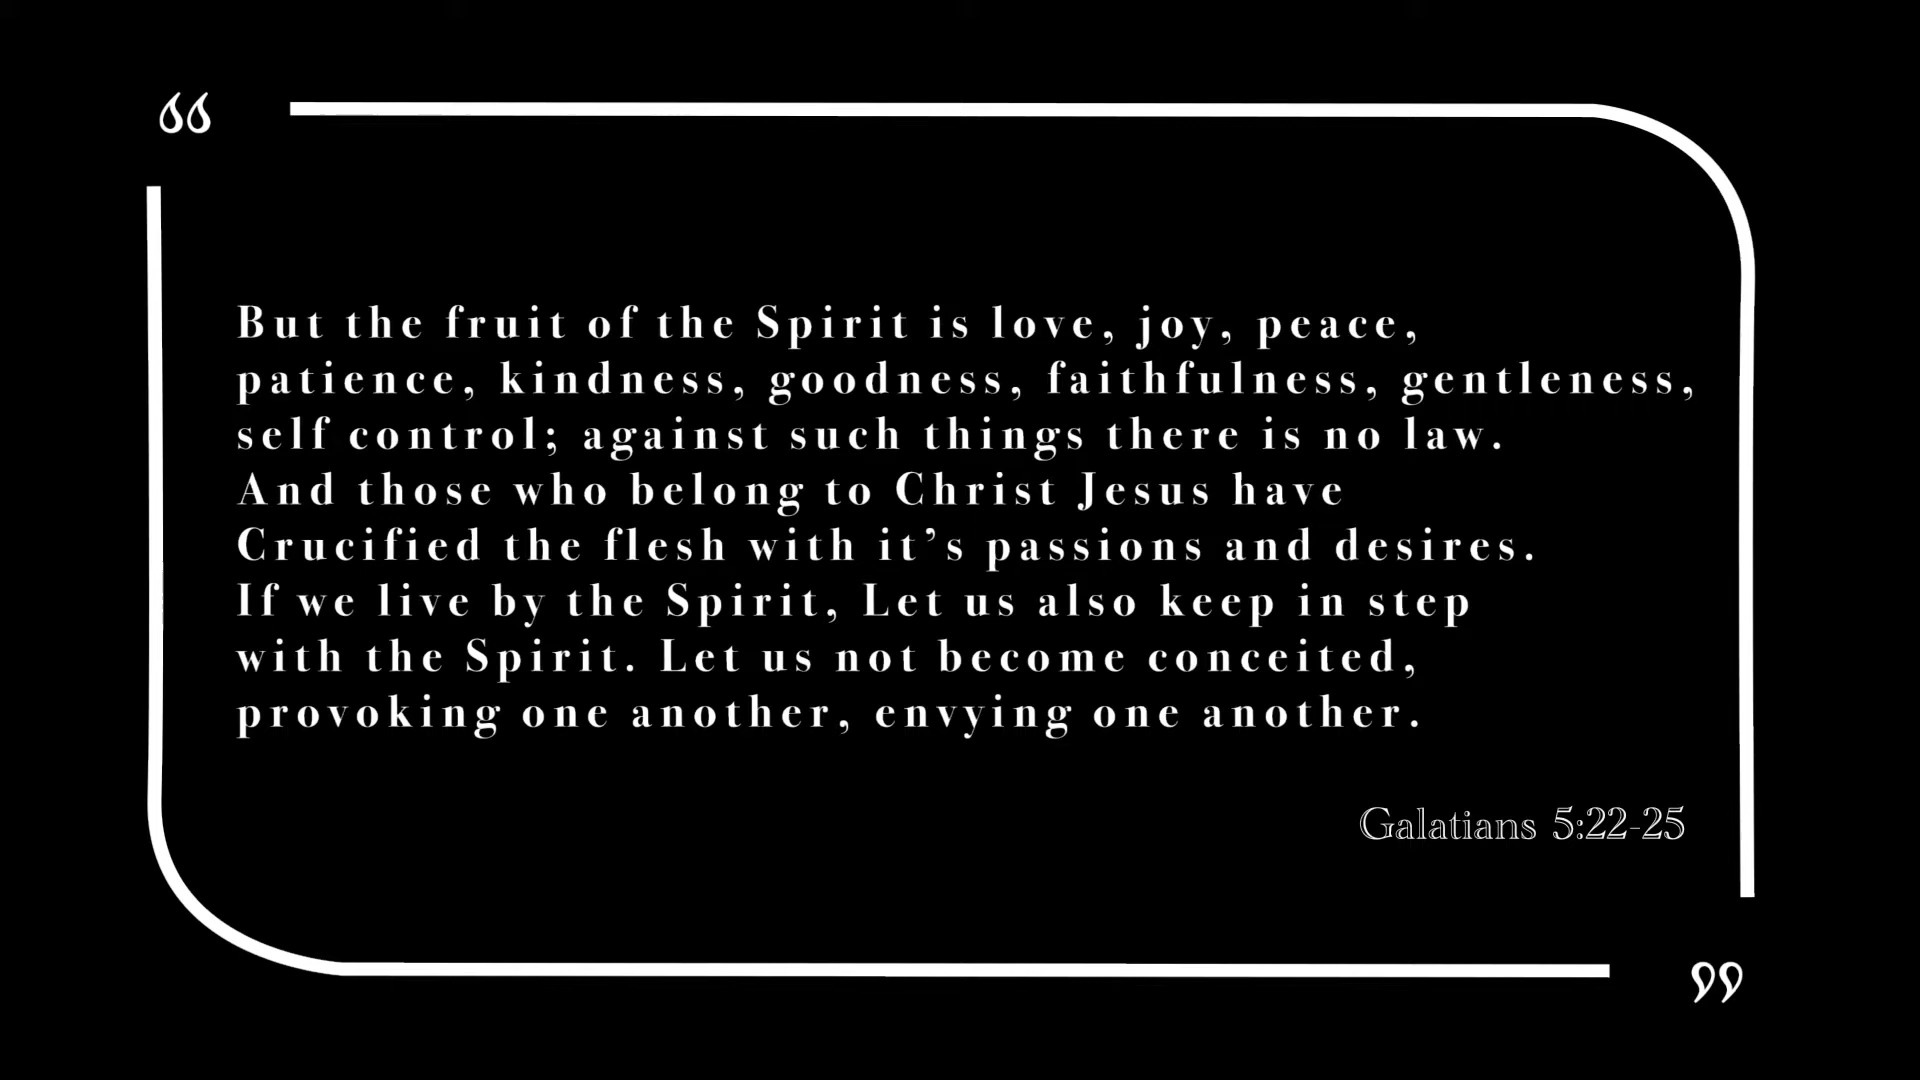 “
But the fruit of the Spirit is love, joy, peace,
patience, kindness, goodness, faithfulness, gentleness,
self control; against such things there is no law.
And those who belong to Christ Jesus have
Crucified the flesh with it’s passions and desires.
If we live by the Spirit, Let us also keep in step
with the Spirit. Let us not become conceited,
provoking one another, envying one another.
Galatians 5:22-25
”